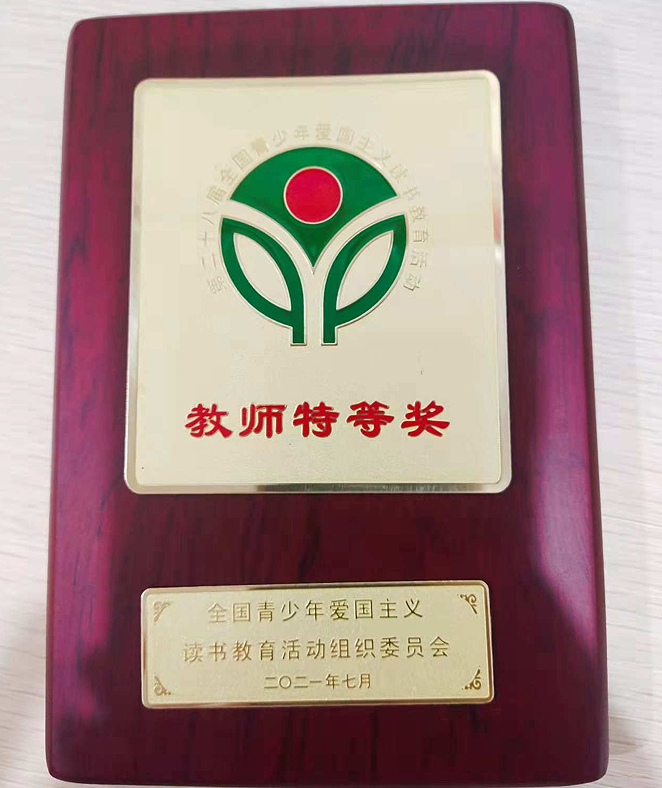 第二十八届全国青少年爱国主义读书教育活动
教师特等奖
全国青少年爱国主义
读书教育活动组织委员会
二〇二一年七月